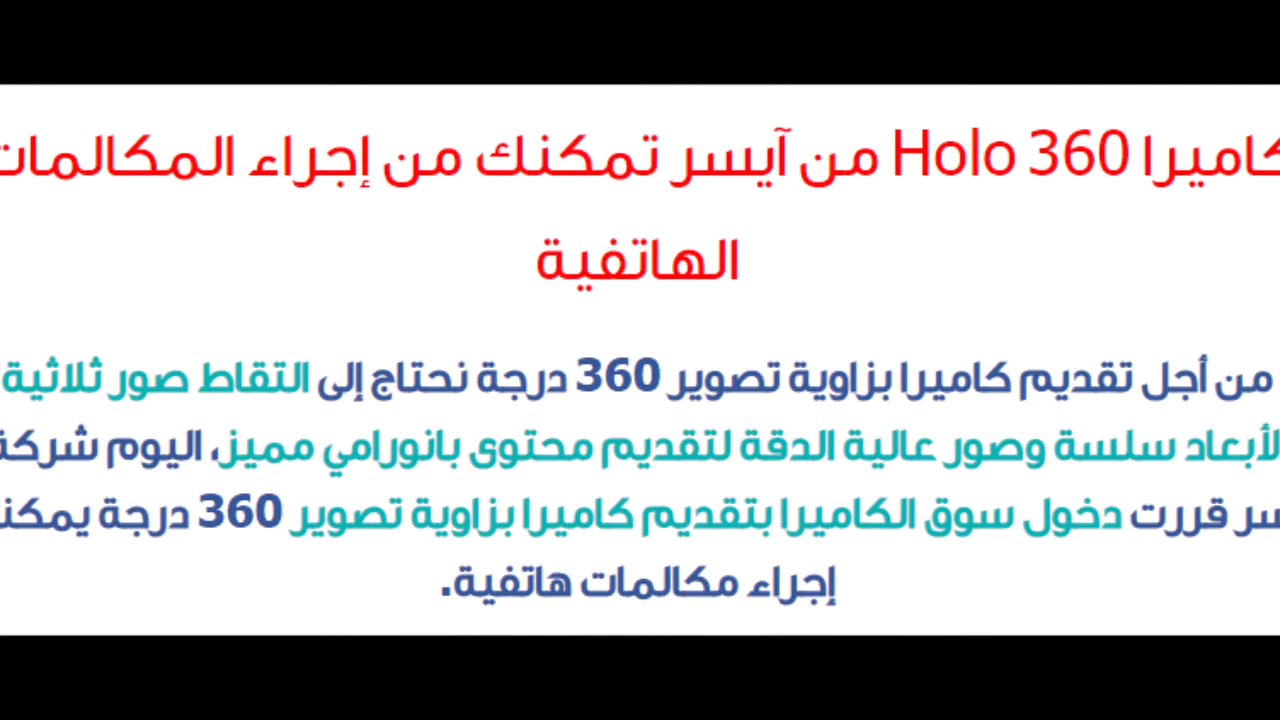 كاميرا Holo 360 من آيسر تمكنك من إجراء المكالمات
الهاتفية
من أجل تقديم كاميرا بزاوية تصوير 360 درجة نحتاج إلى التقاط صور ثلاثية
الأبعاد سلسة وصور عالية الدقة لتقديم محتوى بانورامي مميز، اليوم شركة
قررت دخول سوق الكاميرا بتقديم كاميرا بزاوية تصوير 360 درجة
إجراء مكالمات هاتفية.